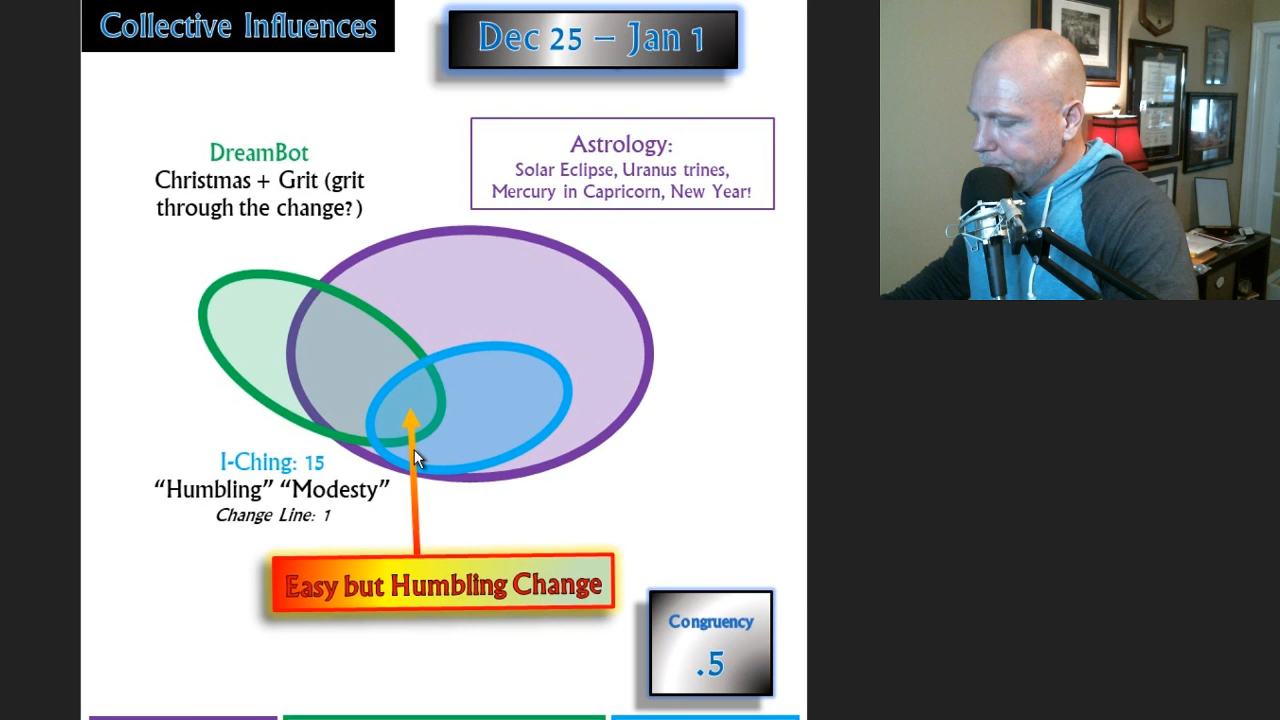 Collective Influences
Dec 25 – Jan 1
DreamBot
Christmas + Grit (grit
through the change?)
Astrology:
Solar Eclipse, Uranus trines,
Mercury in Capricorn, New Year!
I-Ching: 15
“Humbling” “Modesty”
Change Line: 1
Easy but Humbling Change
Congruency
.5